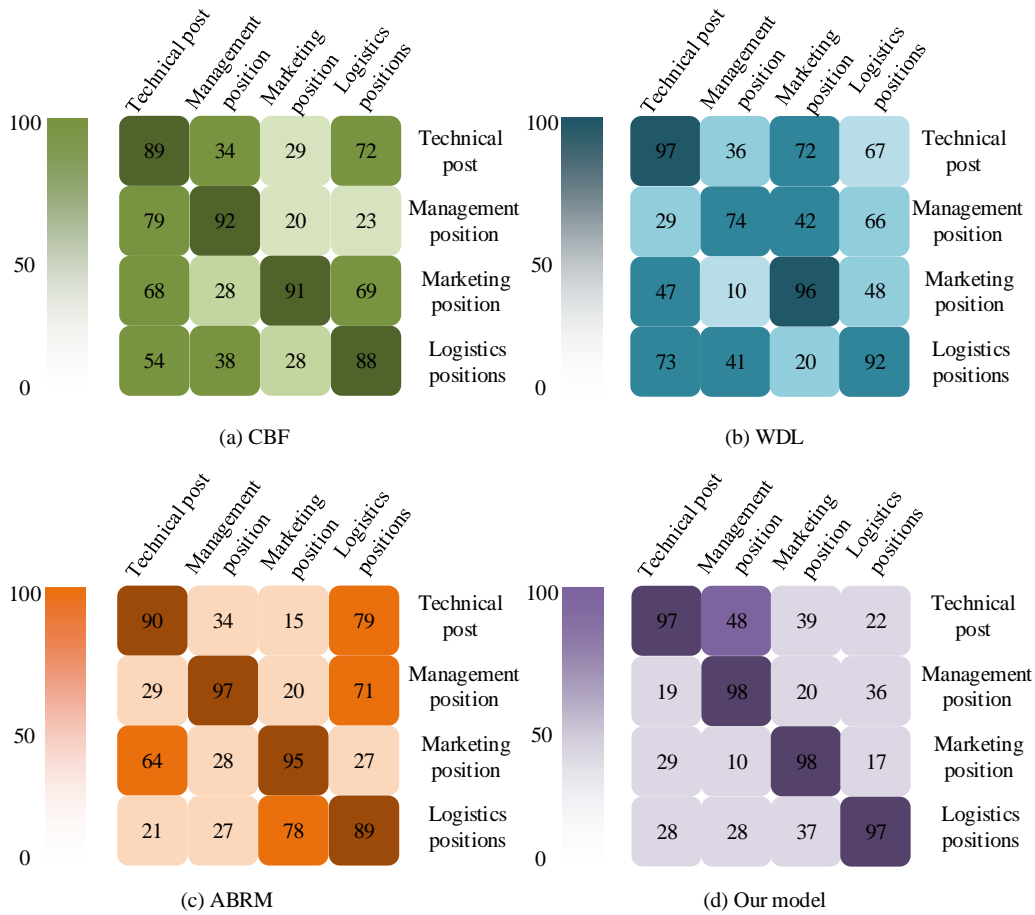 Technical post
Management
position
Marketing
position
Logistics
positions
100
50
0
89 34 29 72
79 92 20 23
68 28 91 69
54 38 28 88
Technical
post
Management
position
Marketing
position
Logistics
positions
(a) CBF
Technical post
Management
position
Marketing
position
Logistics
positions
100
50
0
97 36 72 67
29 74 42 66
47 10 96 48
73 41 20 92
Technical
post
Management
position
Marketing
position
Logistics
positions
(b) WDL
Technical post
Management
position
Marketing
position
Logistics
positions
100
50
0
90 34 15 79
29 97 20 71
64 28 95 27
21 27 78 89
Technical
post
Management
position
Marketing
position
Logistics
positions
(c) ABRM
Technical post
Management
position
Marketing
position
Logistics
positions
100
50
0
97 48 39 22
19 98 20 36
29 10 98 17
28 28 37 97
Technical
post
Management
position
Marketing
position
Logistics
positions
(d) Our model